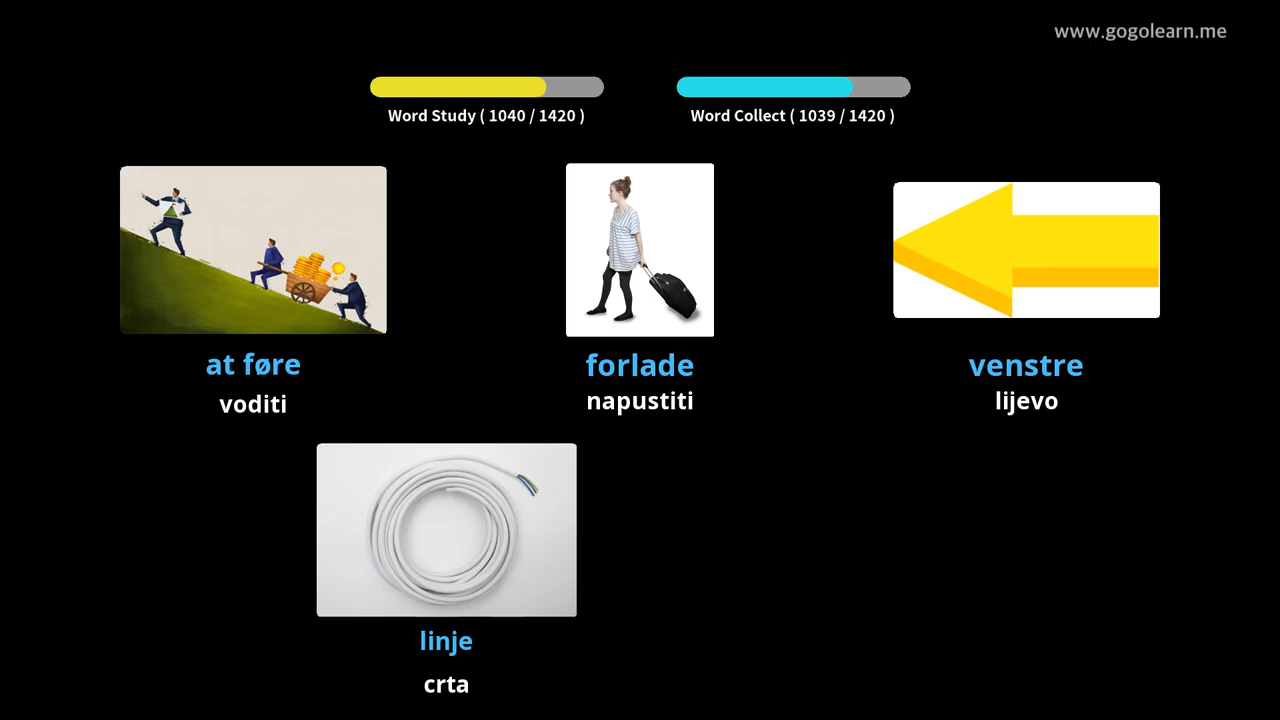 www.gogolearn.me
Word Study ( 1040 / 1420 )
Word Collect ( 1039 / 1420 )
at føre
voditi
forlade
napustiti
venstre
lijevo
linje
crta